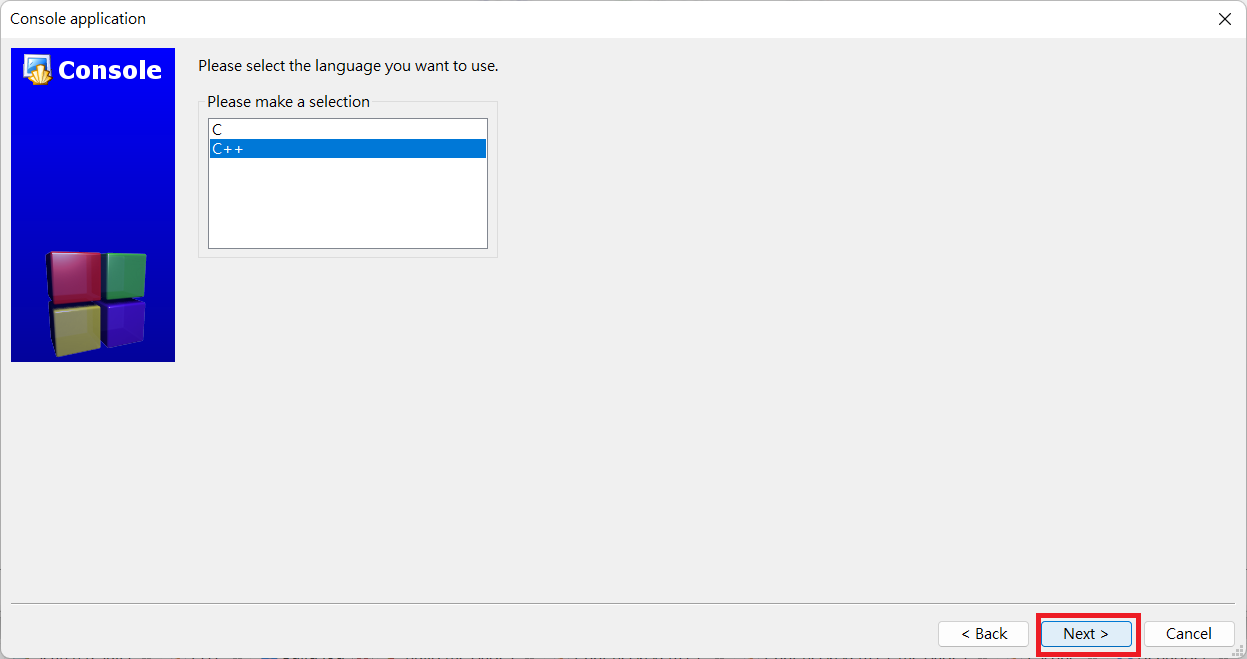 Console application
Console
Please select the language you want to use.
Please make a selection
C
C++
< Back
Next >
Cancel